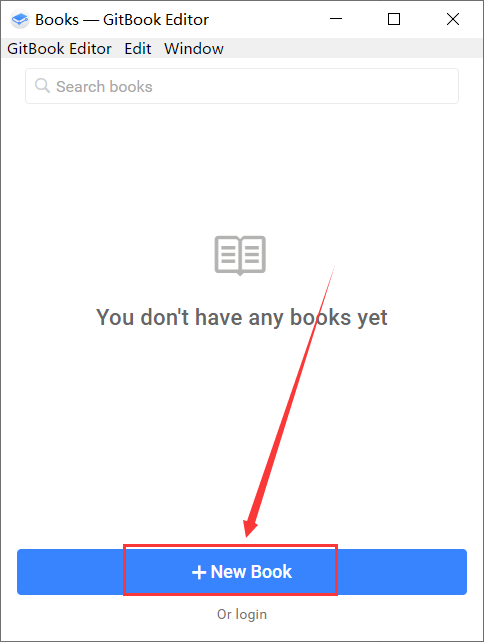 Books — GitBook Editor
GitBook Editor Edit Window
Search books
You don't have any books yet
+ New Book
Or login